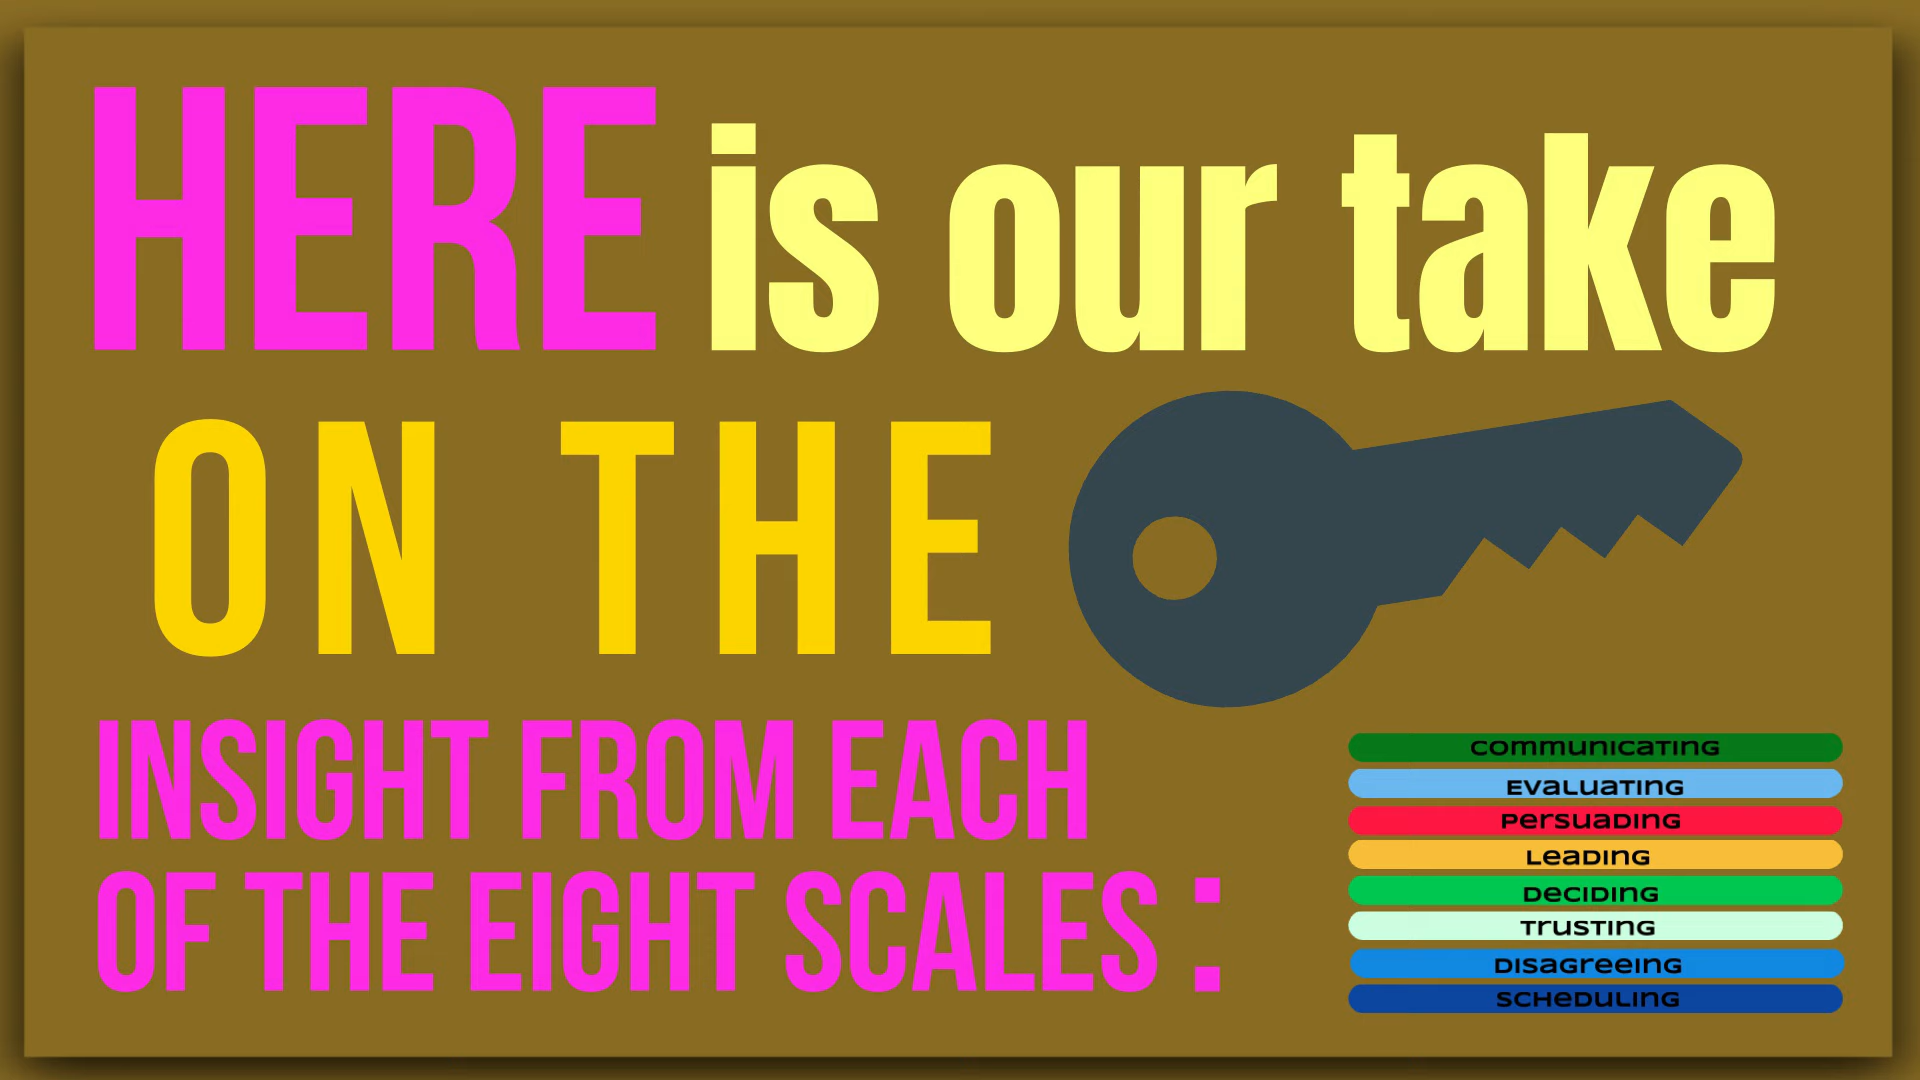 HERE is our take
ON THE
INSIGHT FROM EACH
OF THE EIGHT SCALES :
COMMUNICATING
EVALUATING
PERSUADING
LEADING
DECIDING
TRUSTING
DISAGREEING
SCHEDULING